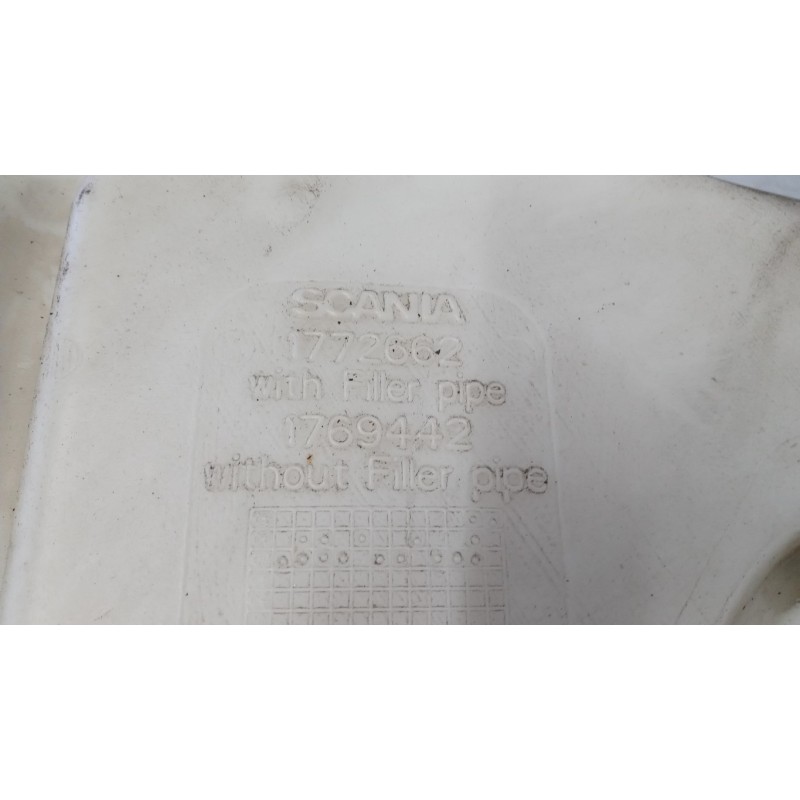 SCANIA
1772662
with Filler pipe
1769442
without Filler pipe